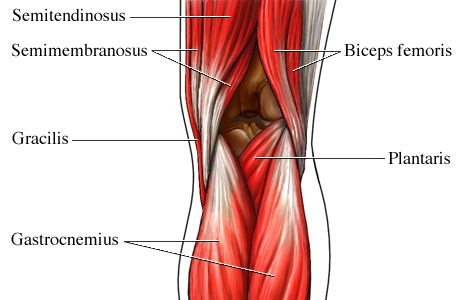 Semitendinosus
Semimembranosus
Biceps femoris
Gracilis
Plantaris
Gastrocnemius